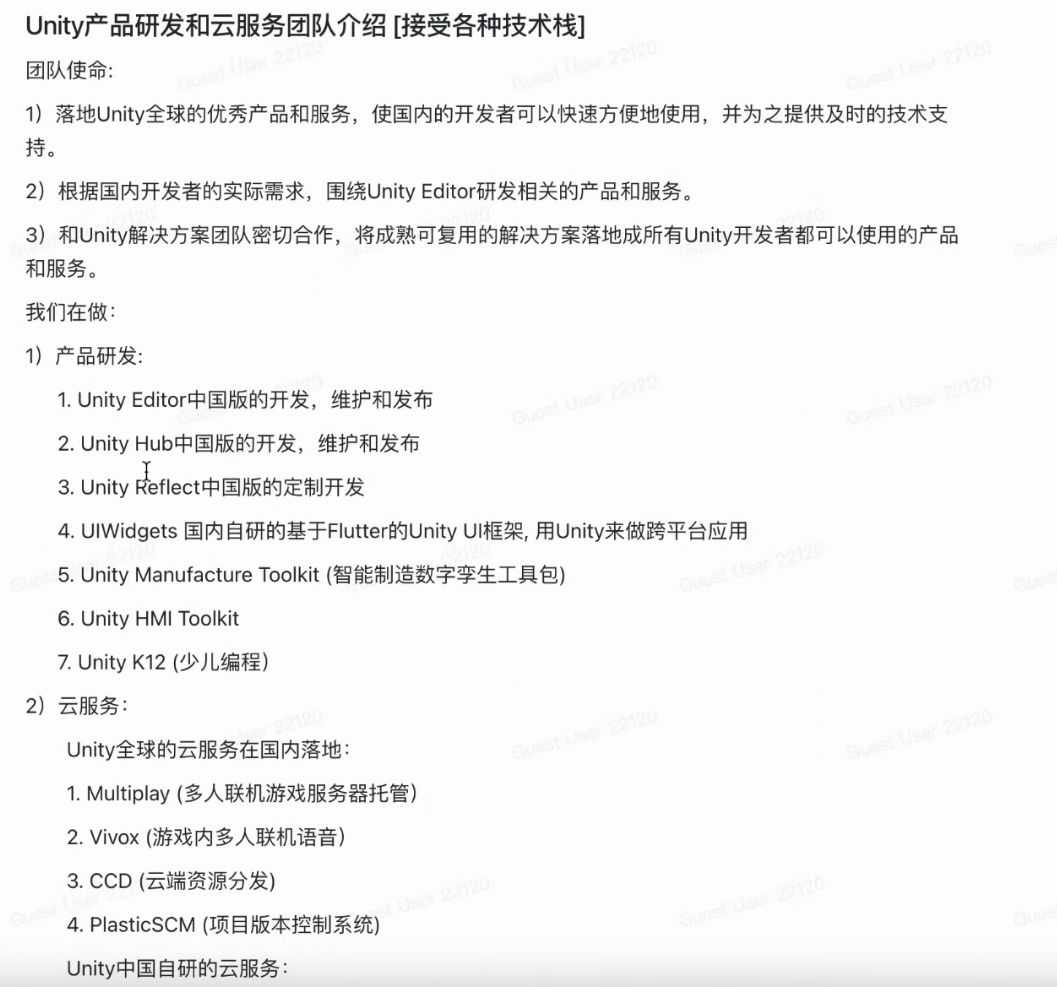 Unity产品研发和云服务团队介绍 [接受各种技术栈]
团队使命:
1）落地Unity全球的优秀产品和服务，使国内的开发者可以快速方便地使用，并为之提供及时的技术支
持。
2）根据国内开发者的实际需求，围绕Unity Editor研发相关的产品和服务。
3）和Unity解决方案团队密切合作，将成熟可复用的解决方案落地成所有Unity开发者都可以使用的产品
和服务。
我们在做：
1）产品研发:
1. Unity Editor中国版的开发，维护和发布
2. Unity Hub中国版的开发，维护和发布
3. Unity Reflect中国版的定制开发
4. UIWidgets 国内自研的基于Flutter的Unity UI框架, 用Unity来做跨平台应用
5. Unity Manufacture Toolkit (智能制造数字孪生工具包)
6. Unity HMI Toolkit
7. Unity K12 (少儿编程）
2）云服务：
Unity全球的云服务在国内落地：
1. Multiplay (多人联机游戏服务器托管）
2. Vivox (游戏内多人联机语音）
3. CCD (云端资源分发)
4. PlasticSCM (项目版本控制系统)
Unity中国自研的云服务：
Guest User 22120